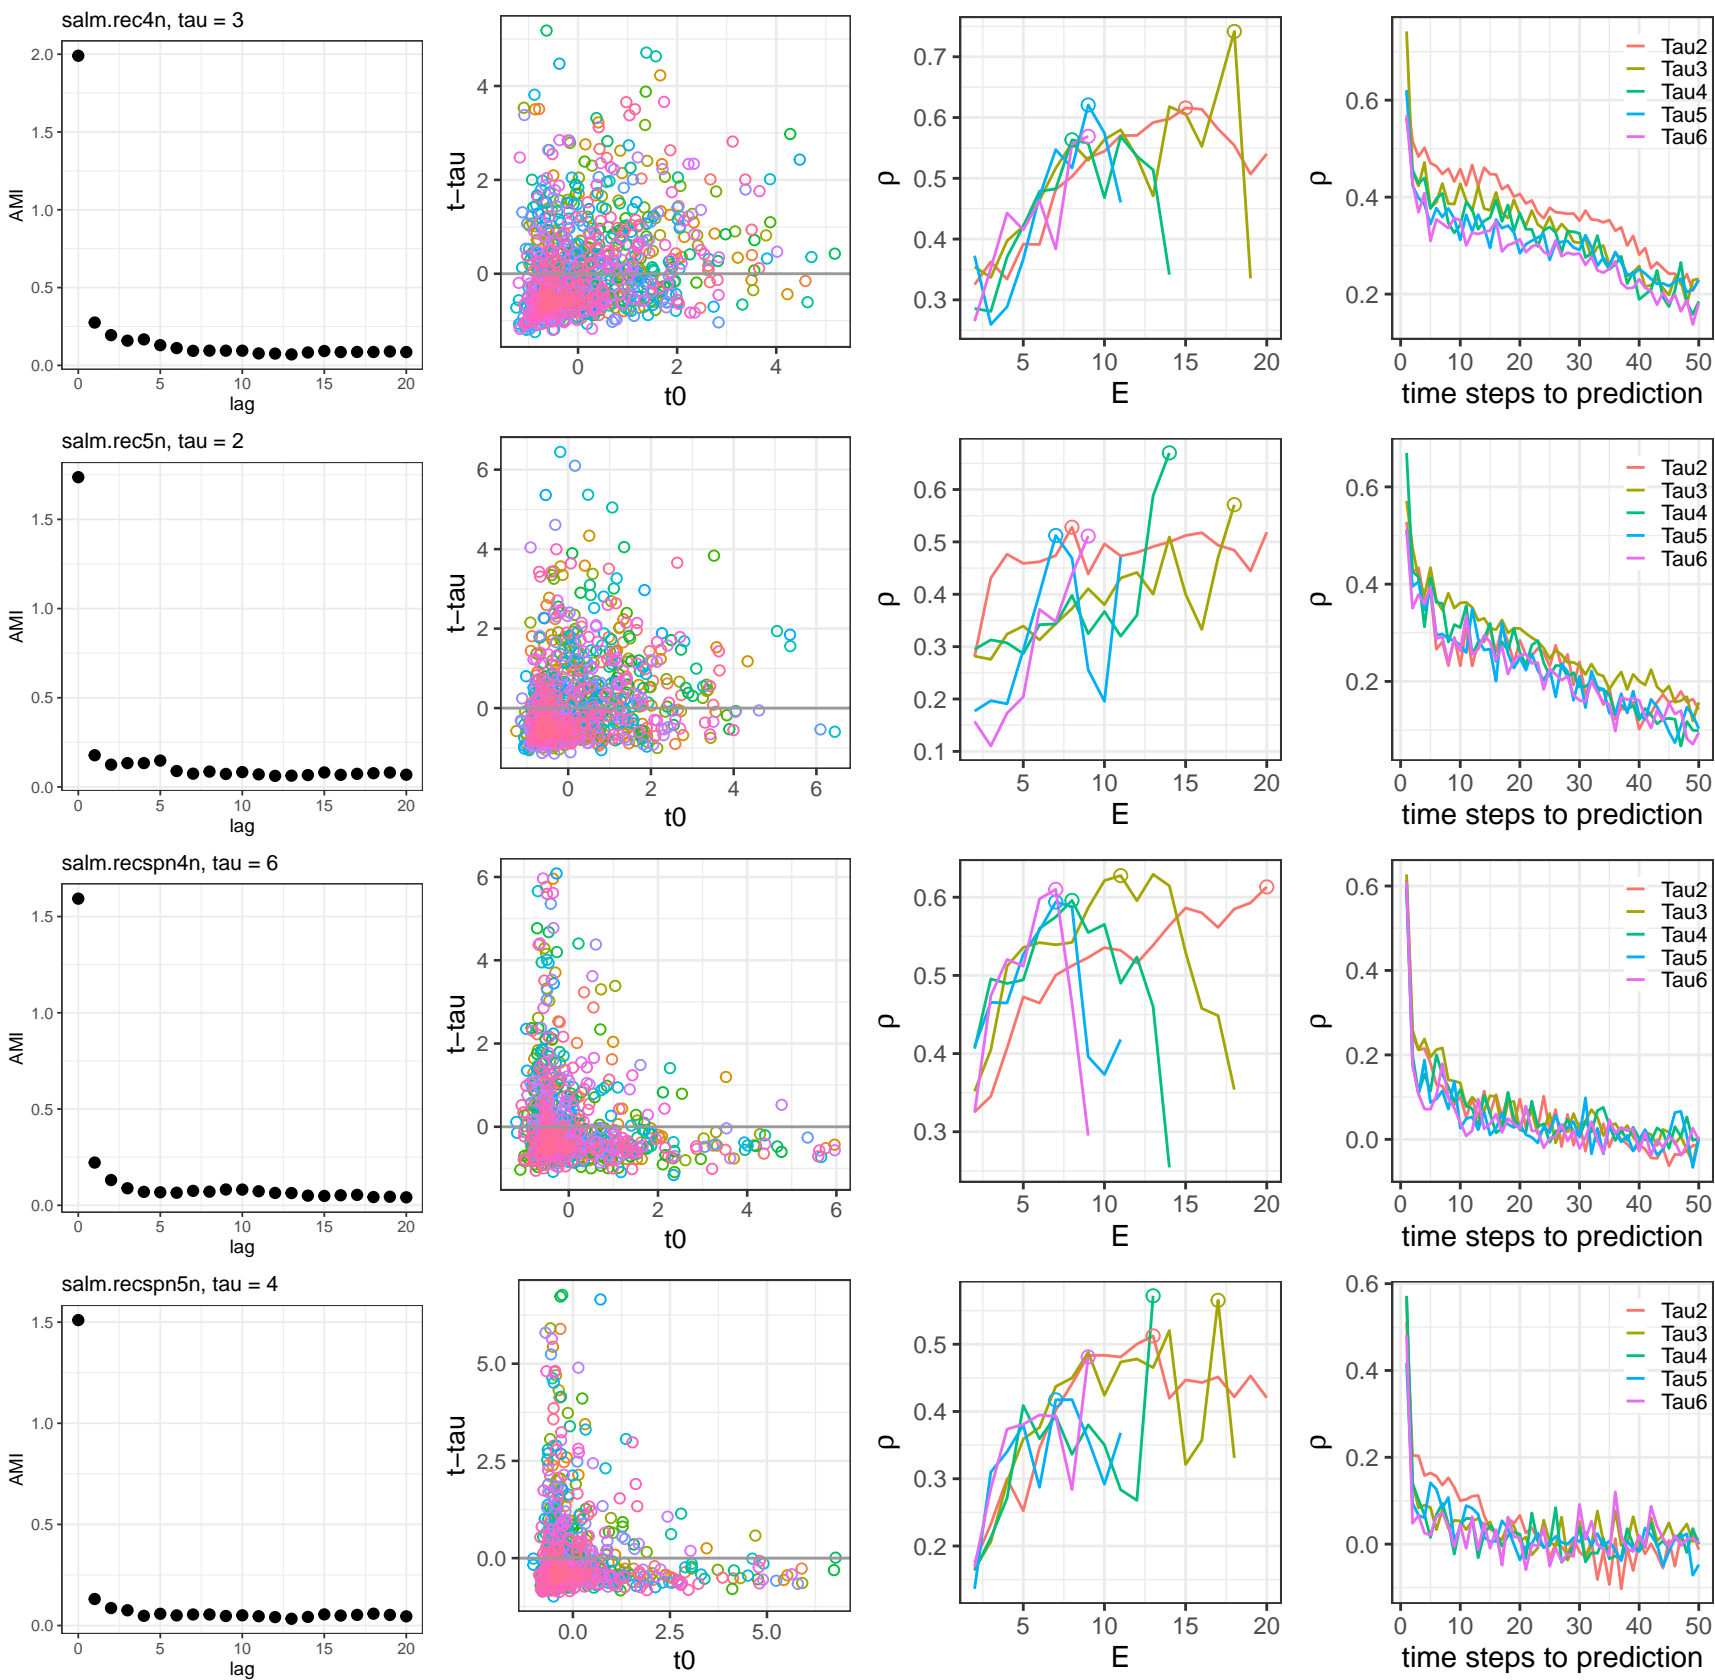 salm.rec4n, tau = 3
AMI
2.0
1.5
1.0
0.5
0.0
0 5 10 15 20
lag
t−tau
4
2
0
0 2 4
t0
ρ
0.7
0.6
0.5
0.4
0.3
5 10 15 20
E
ρ
0.6
0.4
0.2
Tau2
Tau3
Tau4
Tau5
Tau6
0 10 20 30 40 50
time steps to prediction
salm.rec5n, tau = 2
AMI
1.5
1.0
0.5
0.0
0 5 10 15 20
lag
t−tau
6
4
2
0
0 2 4 6
t0
ρ
0.6
0.5
0.4
0.3
0.2
0.1
5 10 15 20
E
ρ
0.6
0.4
0.2
Tau2
Tau3
Tau4
Tau5
Tau6
0 10 20 30 40 50
time steps to prediction
salm.recspn4n, tau = 6
AMI
1.5
1.0
0.5
0.0
0 5 10 15 20
lag
t−tau
6
4
2
0
0 2 4 6
t0
ρ
0.6
0.5
0.4
0.3
5 10 15 20
E
ρ
0.6
0.4
0.2
0.0
Tau2
Tau3
Tau4
Tau5
Tau6
0 10 20 30 40 50
time steps to prediction
salm.recspn5n, tau = 4
AMI
1.5
1.0
0.5
0.0
0 5 10 15 20
lag
t−tau
5.0
2.5
0.0
0.0 2.5 5.0
t0
ρ
0.5
0.4
0.3
0.2
5 10 15 20
E
ρ
0.6
0.4
0.2
0.0
Tau2
Tau3
Tau4
Tau5
Tau6
0 10 20 30 40 50
time steps to prediction